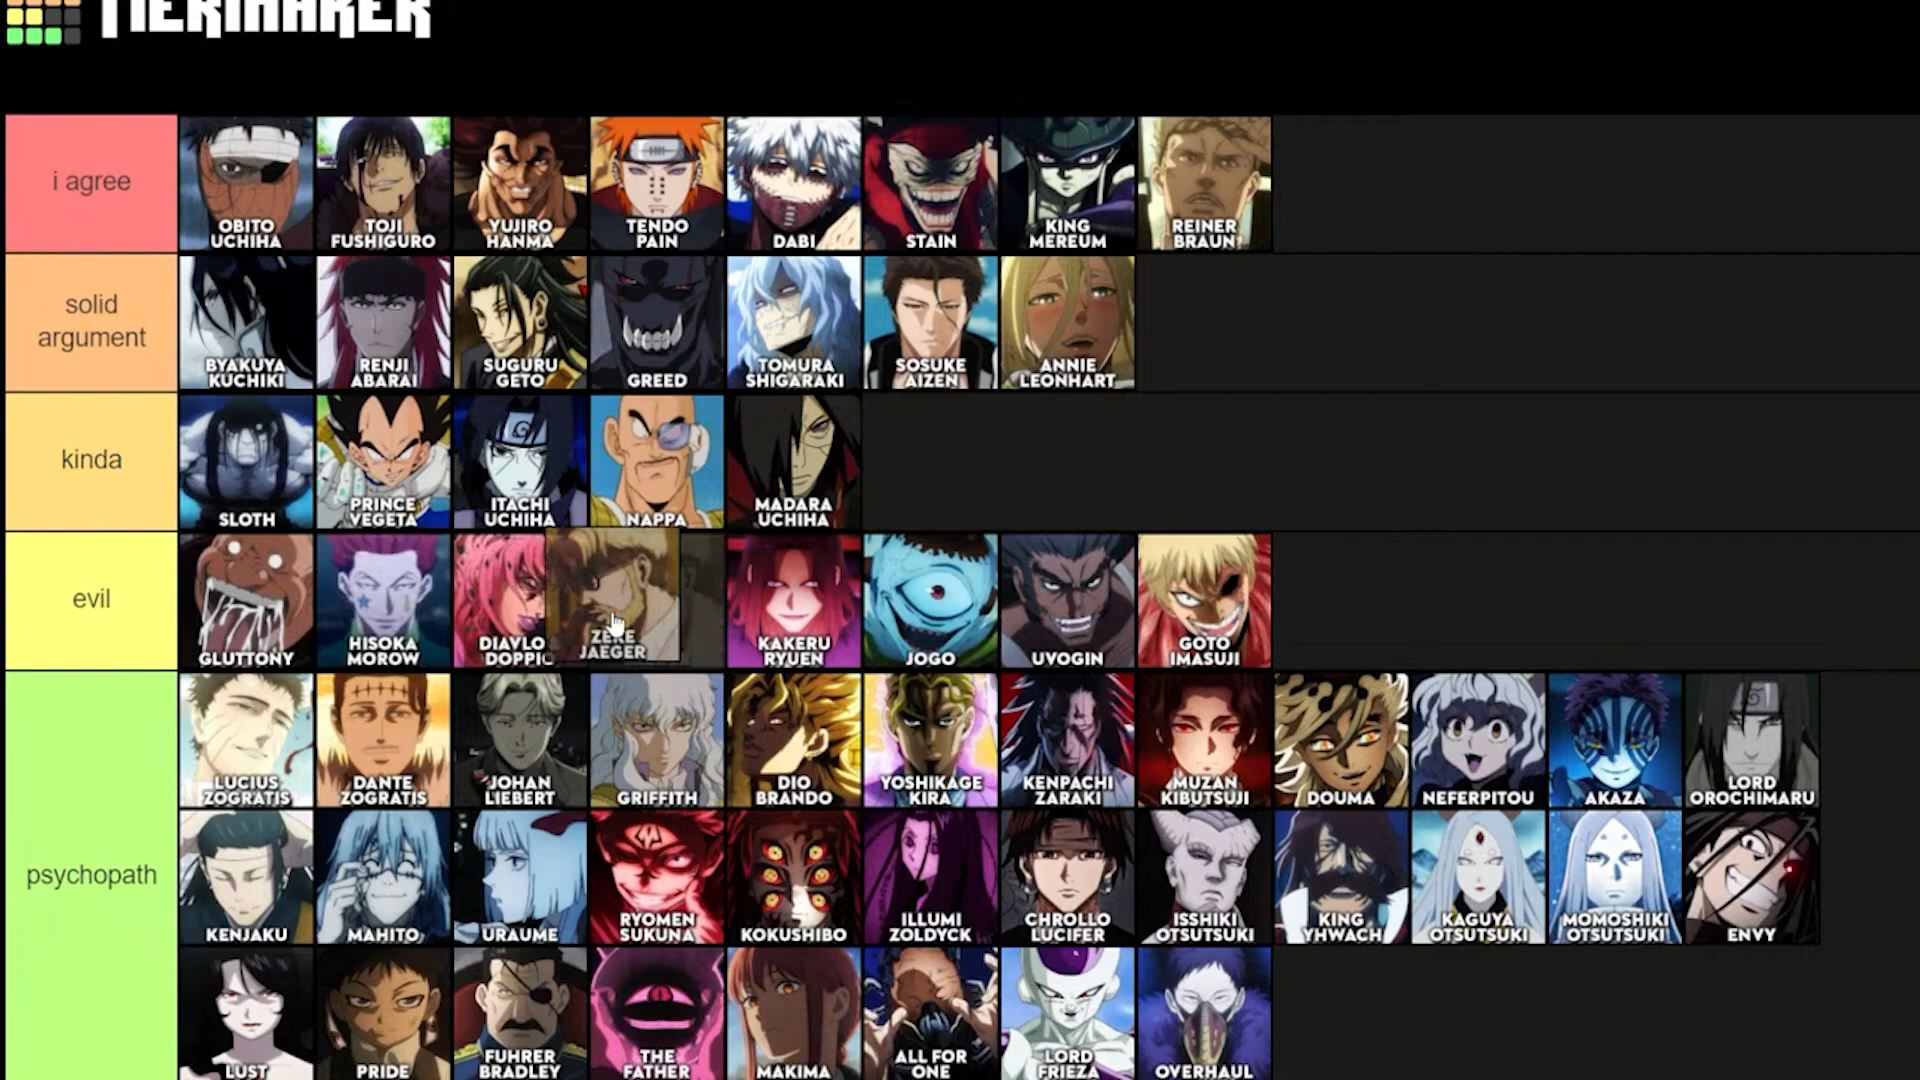 TIERMAKER
i agree
OBITO
UCHIHA
TOJI
FUSHIGURO
YUJIRO
HANMA
TENDO
PAIN
DABI
STAIN
KING
MEREUM
REINER
BRAUN
solid
argument
BYAKUYA
KUCHIKI
RENJI
ABARAI
SUGURU
GETO
GREED
TOMURA
SHIGARAKI
SOSUKE
AIZEN
ANNIE
LEONHART
kinda
SLOTH
PRINCE
VEGETA
ITACHI
UCHIHA
NAPPA
MADARA
UCHIHA
evil
GLUTTONY
HISOKA
MOROW
DIAVLO
DOPPIO
ZEKE
JAEGER
KAKERU
RYUEN
JOGO
UVOGIN
GOTO
IMASUJI
psychopath
LUCIUS
ZOGRATIS
DANTE
ZOGRATIS
JOHAN
LIEBERT
GRIFFITH
DIO
BRANDO
YOSHIKAGE
KIRA
KENPACHI
ZARAKI
MUZAN
KIBUTSUJI
DOUMA
NEFERPITOU
AKAZA
LORD
OROCHIMARU
KENJAKU
MAHITO
URAUME
RYOMEN
SUKUNA
KOKUSHIBO
ILLUMI
ZOLDYCK
CHROLLO
LUCIFER
ISSHIKI
OTSUTSUKI
KING
YHWACH
KAGUYA
OTSUTSUKI
MOMOSHIKI
OTSUTSUKI
ENVY
LUST
PRIDE
FUHRER
BRADLEY
THE
FATHER
MAKIMA
ALL FOR
ONE
LORD
FRIEZA
OVERHAUL